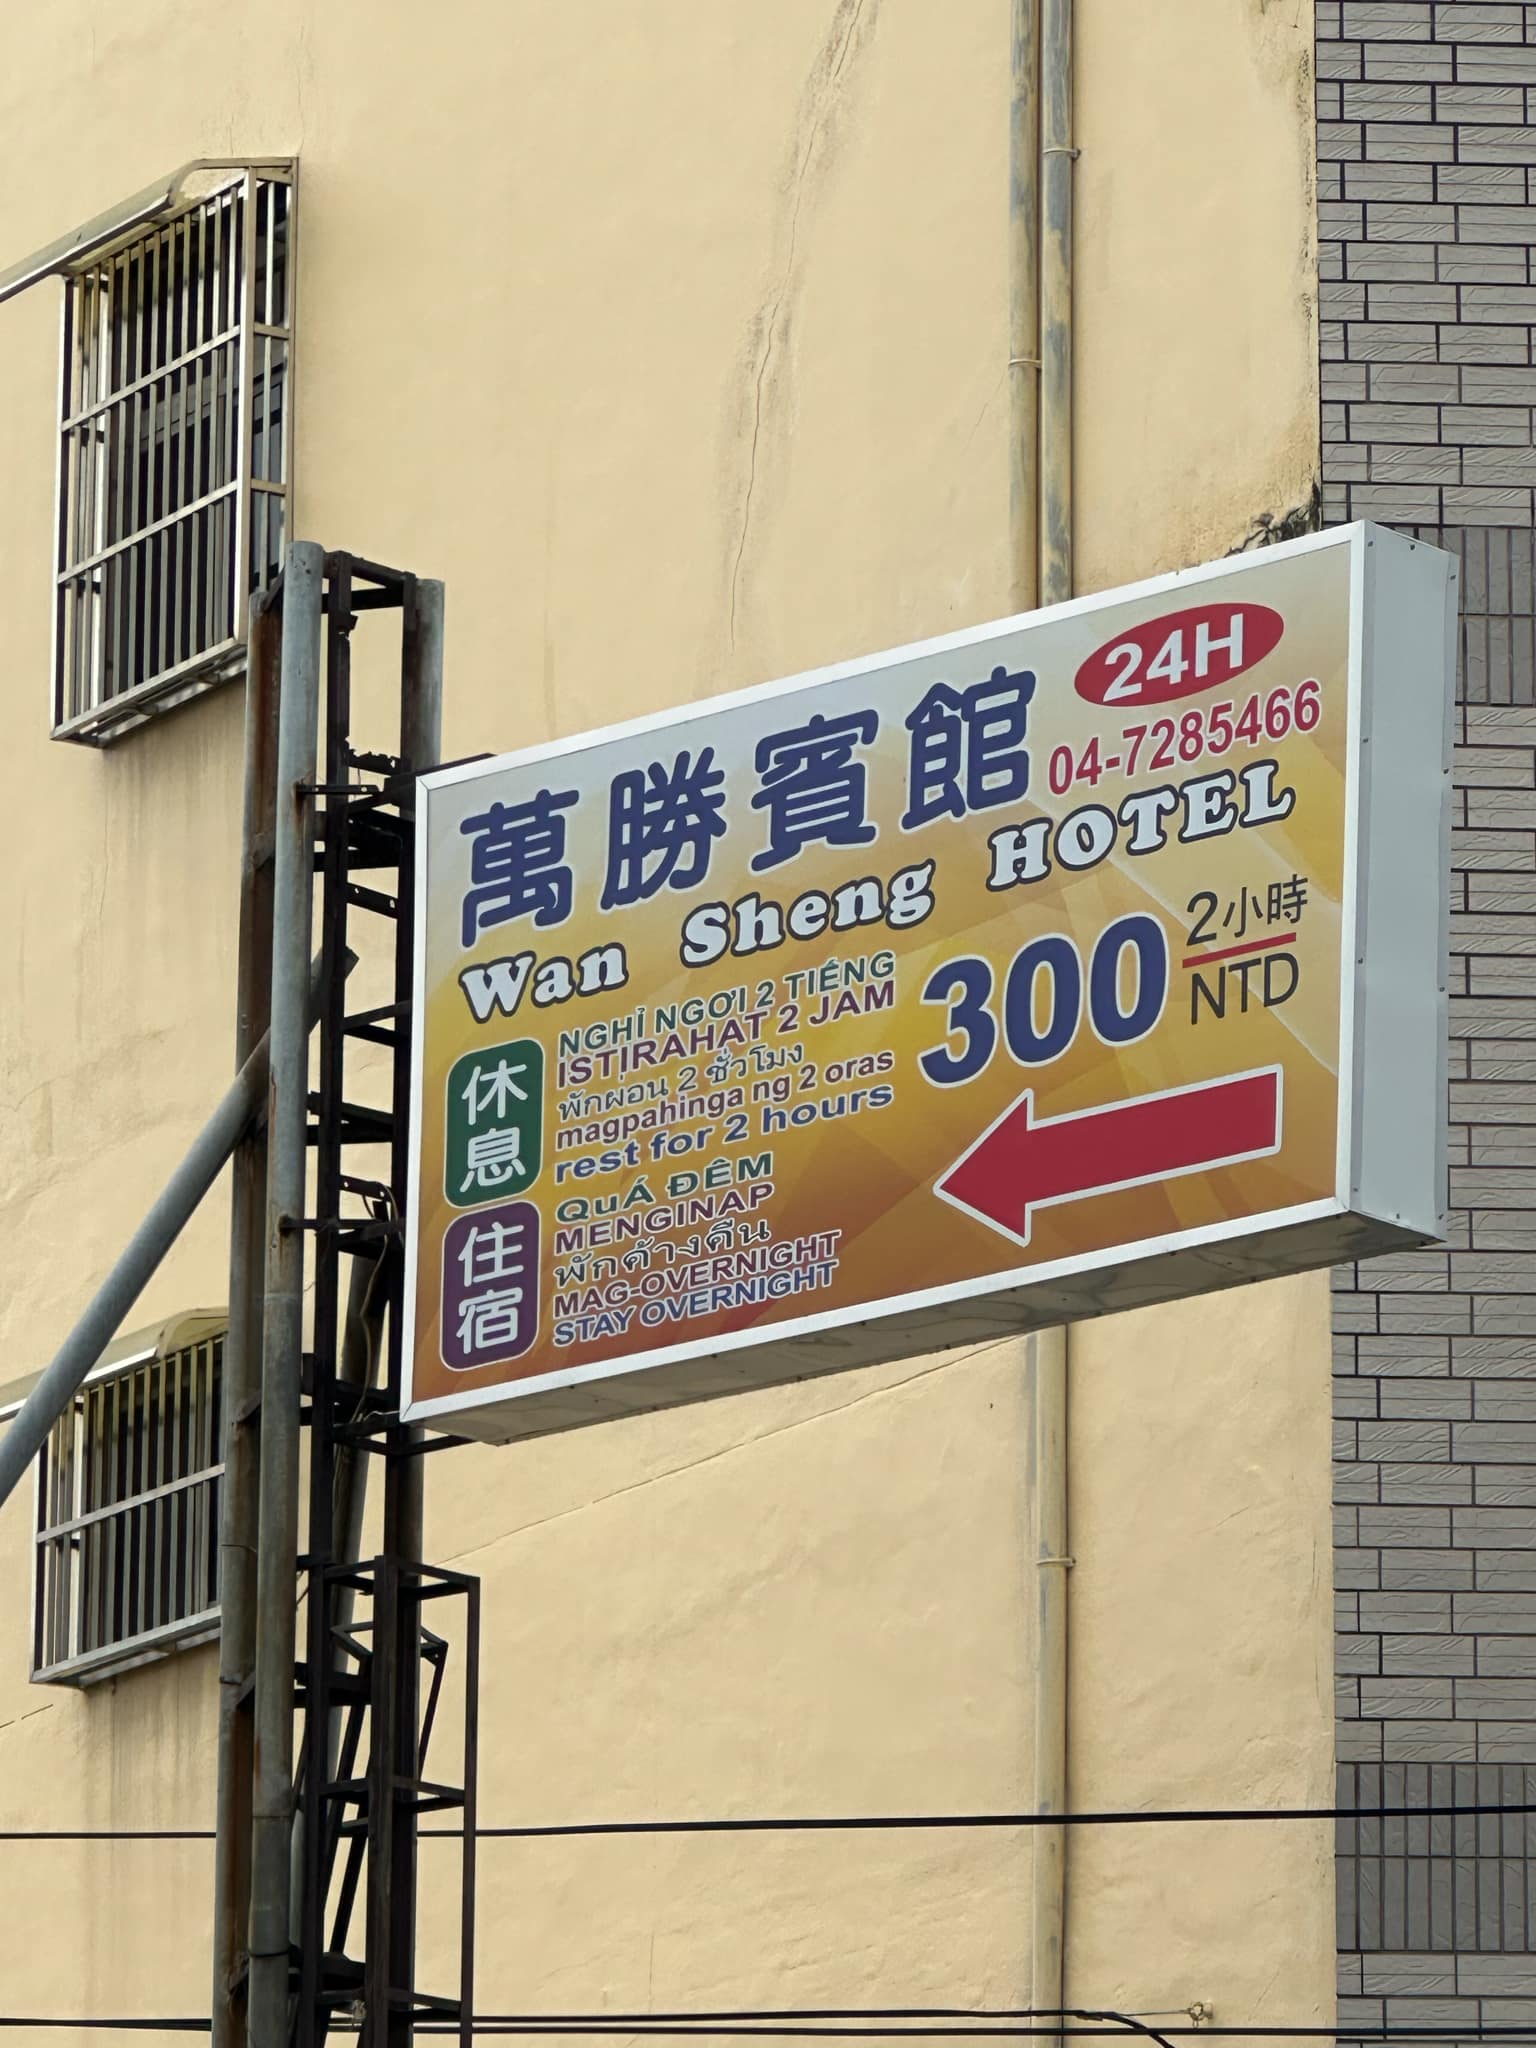 萬勝賓館
24H
04-7285466
Wan Sheng HOTEL
休息
NGHỈ NGƠI 2 TIẾNG
ISTIRAHAT 2 JAM
พักผ่อน 2 ชั่วโมง
magpahinga ng 2 oras
rest for 2 hours
300
2小時
NTD
住宿
QuÁ ĐÊM
MENGINAP
พักค้างคืน
MAG-OVERNIGHT
STAY OVERNIGHT